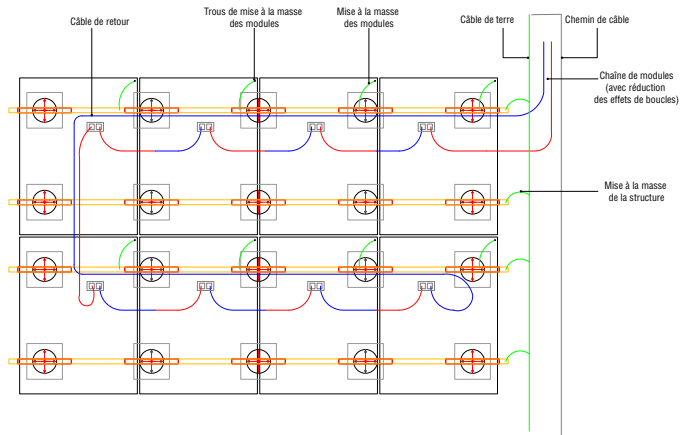 Câble de retour
Trous de mise à la masse
des modules
Mise à la masse
des modules
Câble de terre
Chemin de câble
Chaîne de modules
(avec réduction
des effets de boucles)
Mise à la masse
de la structure